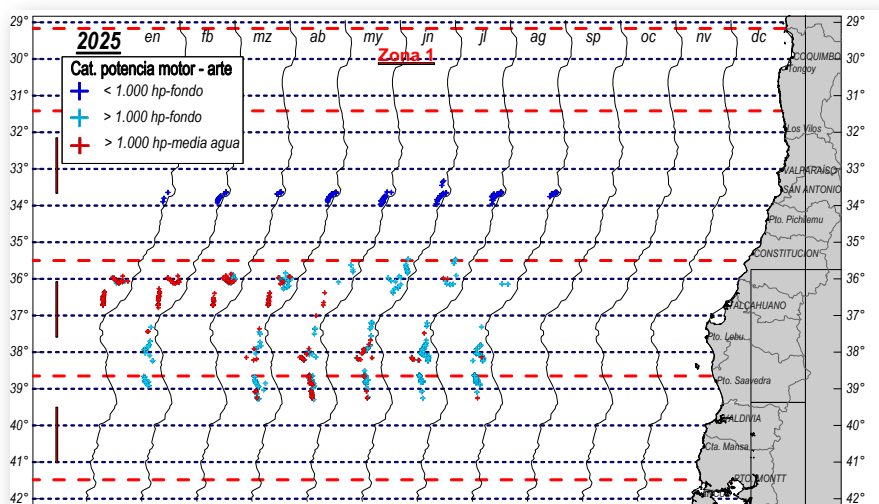 29° 2025 en fb mz ab my jn jl ag sp oc nv dc 29°
Zona 1
Cat. potencia motor - arte
< 1.000 hp-fondo
> 1.000 hp-fondo
> 1.000 hp-media agua
30° COQUIMBO 30°
Tongoy
31° 31°
32° Los Vilos 32°
33° VALPARAISO 33°
SAN ANTONIO
34° 34°
Pto. Pichilemu
35° 35°
CONSTITUCION
36° 36°
TALCAHUANO
37° 37°
Pto. Lebu
38° 38°
Pto. Saavedra
39° 39°
VALDIVIA
40° 40°
Cta. Mansa
41° 41°
PTO. MONTT
42° 42°